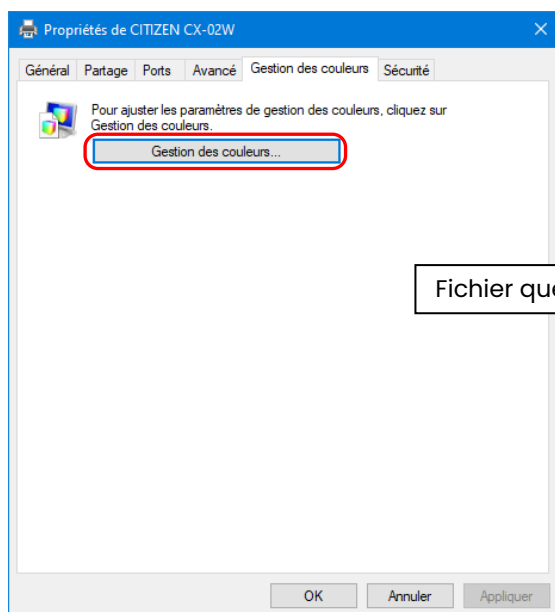 Propriétés de CITIZEN CX-02W
Général Partage Ports Avancé Gestion des couleurs Sécurité
Pour ajuster les paramètres de gestion des couleurs, cliquez sur
Gestion des couleurs.
Gestion des couleurs...
Fichier que
OK Annuler Appliquer